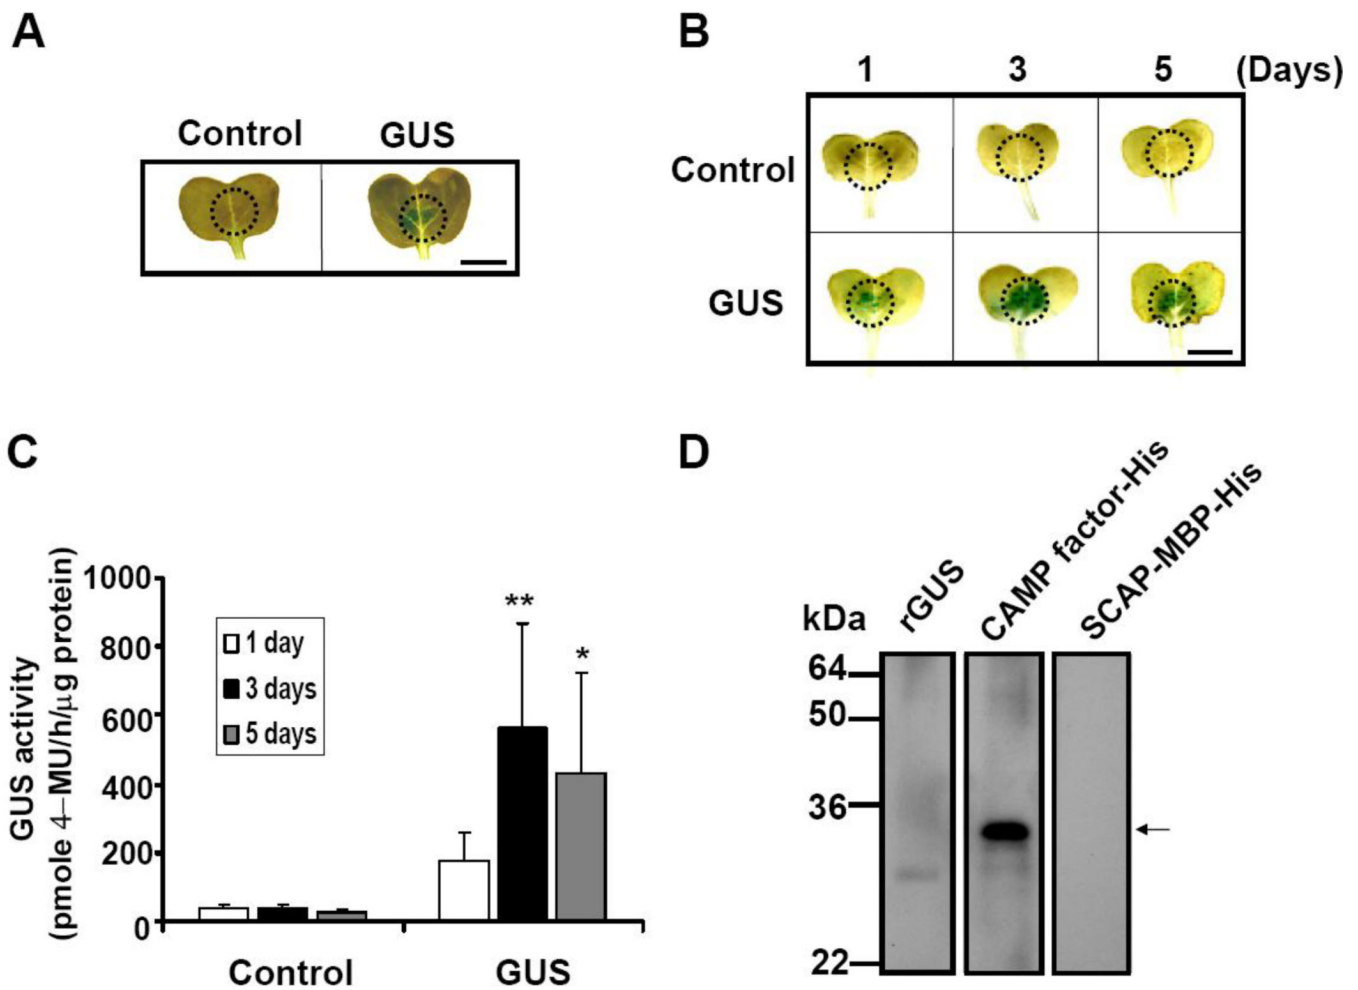 A
Control GUS
B
1 3 5 (Days)
Control
GUS
C
GUS activity
(pmole 4–MU/h/μg protein)
1000
800
600
400
200
0
1 day
3 days
5 days
**
*
Control GUS
D
kDa
rGUS
CAMP factor-His
SCAP-MBP-His
64
50
36
22